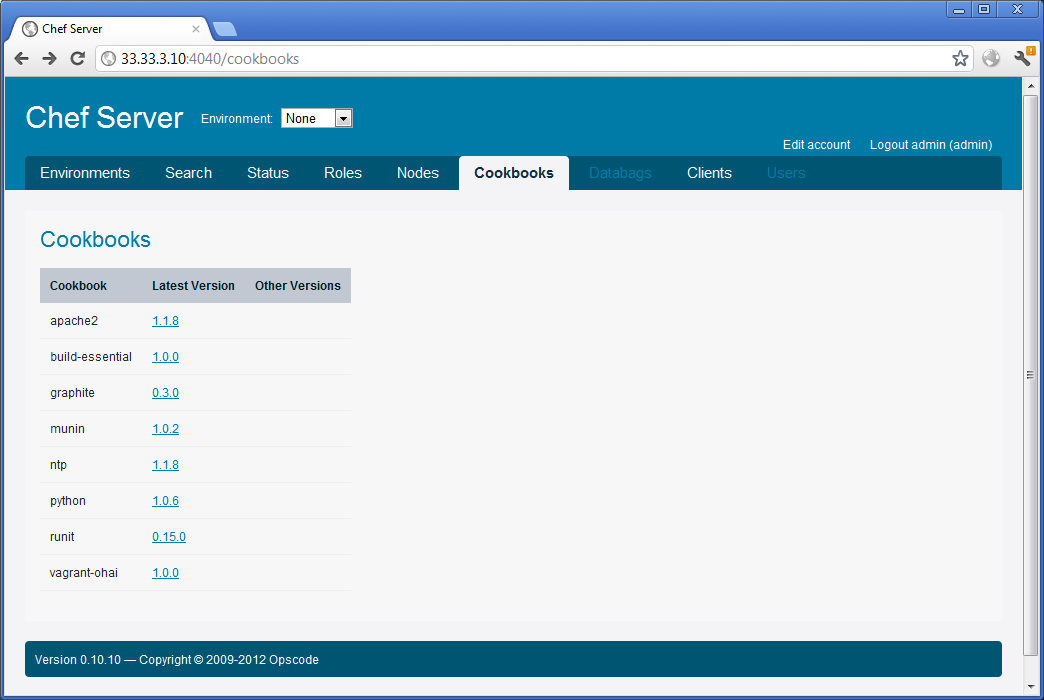 Chef Server
33.33.3.10:4040/cookbooks
Chef Server
Environment:
None
Edit account
Logout admin (admin)
Environments
Search
Status
Roles
Nodes
Cookbooks
Databags
Clients
Users
Cookbooks
Cookbook Latest Version Other Versions
apache2 1.1.8
build-essential 1.0.0
graphite 0.3.0
munin 1.0.2
ntp 1.1.8
python 1.0.6
runit 0.15.0
vagrant-ohai 1.0.0
Version 0.10.10 — Copyright © 2009-2012 Opscode